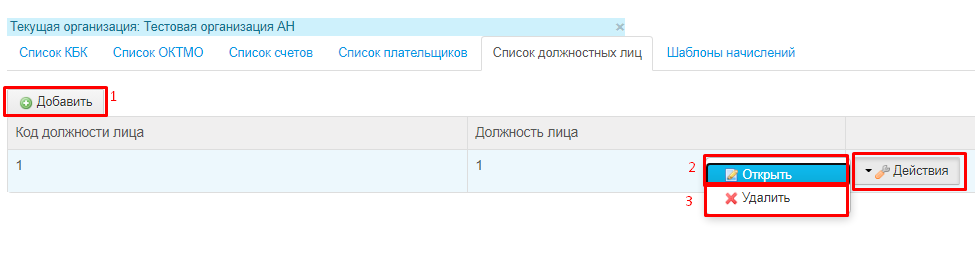 Текущая организация: Тестовая организация АН
Список КБК Список ОКТМО Список счетов Список плательщиков Список должностных лиц Шаблоны начислений
Добавить 1
Код должности лица Должность лица
1 1 2 Открыть Действия
3 Удалить